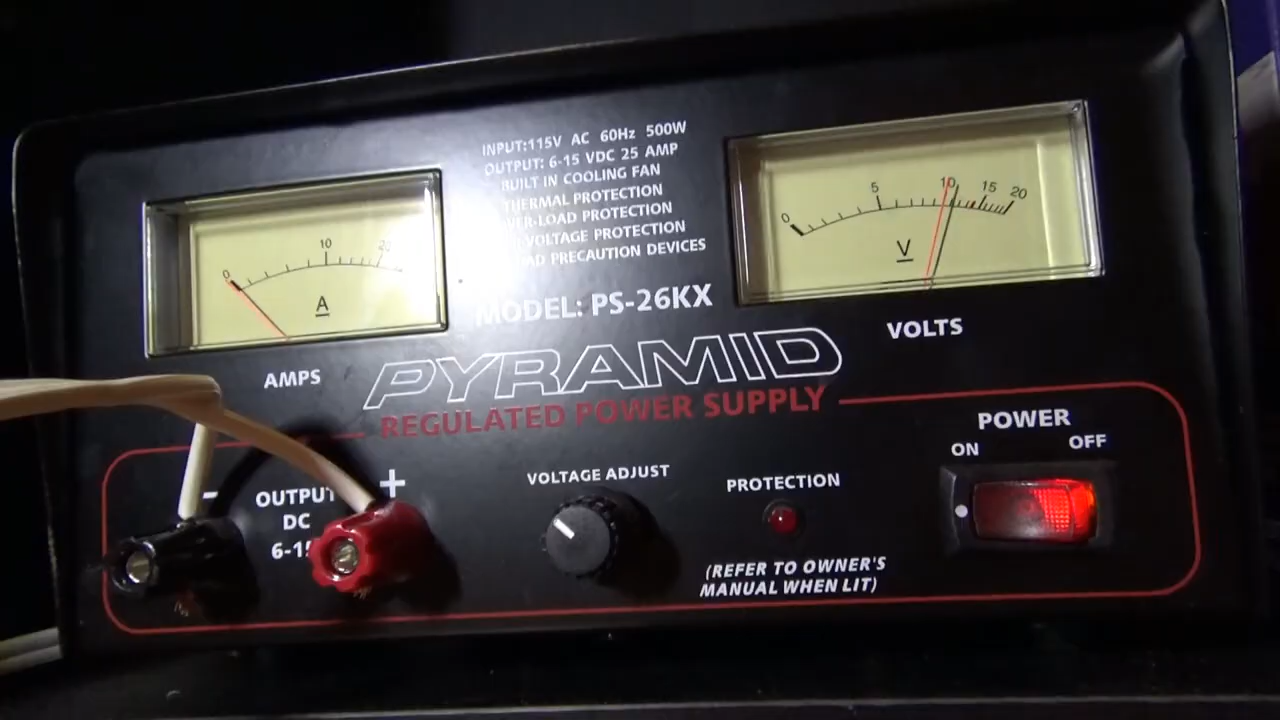 INPUT:115V AC 60Hz 500W
OUTPUT: 6-15 VDC 25 AMP
BUILT IN COOLING FAN
THERMAL PROTECTION
PROTECTION
VOLTAGE PROTECTION
PRECAUTION DEVICES
MODEL: PS-26KX
0 10 20
A
AMPS
0 5 10 15 20
V
VOLTS
PYRAMID
REGULATED POWER SUPPLY
- +
OUTPUT
DC
VOLTAGE ADJUST
PROTECTION
(REFER TO OWNER'S
MANUAL WHEN LIT)
POWER
ON OFF